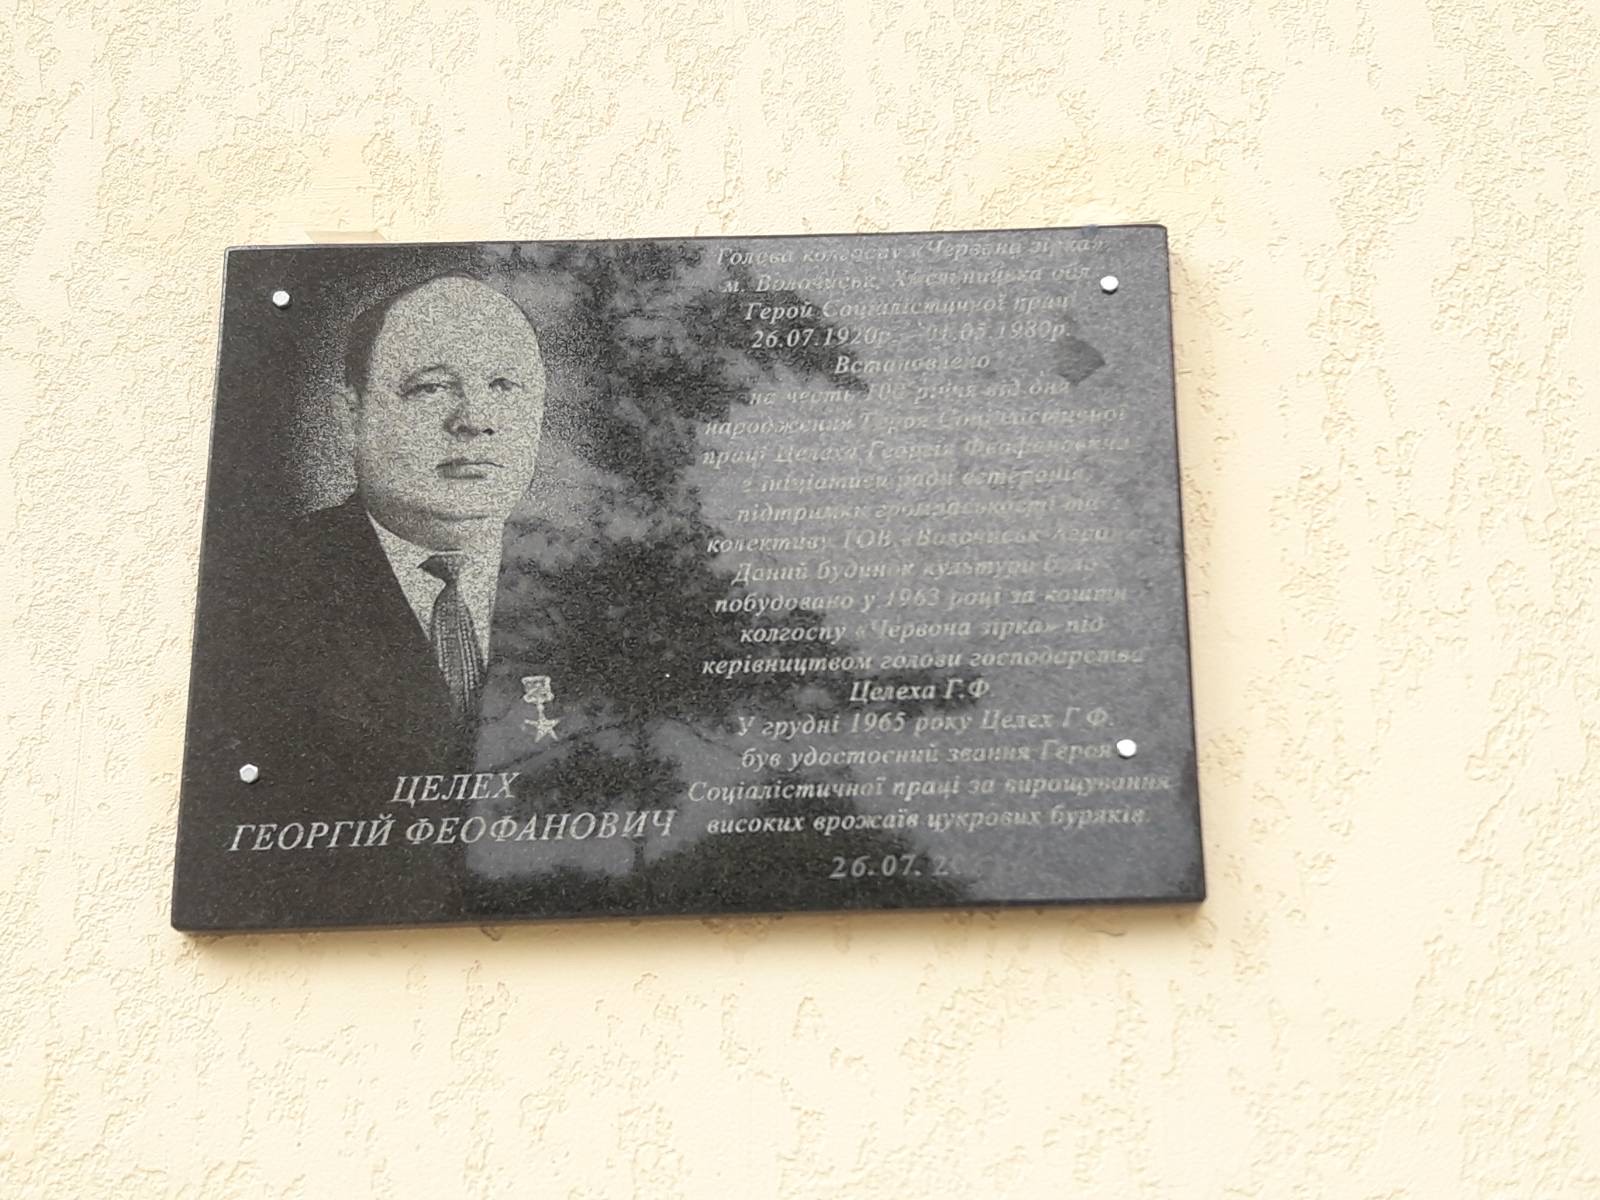 Голова колгоспу «Червона зірка»
м. Волочиськ, Хмельницька обл
Герой Соціалістичної праці
26.07.1920р. - 01.05.1980р.
Встановлено
на честь 100 річчя від дня
народження Героя Соціалістичної
праці Целеха Георгія Феофановича
з ініціативи ради ветеранів,
підтримки громадськості та
колективу ТОВ «Волочиськ-Агро»
Даний будинок культури було
побудовано у 1963 році за кошти
колгоспу «Червона зірка» під
керівництвом голови господарства
Целеха Г.Ф.
У грудні 1965 року Целех Г.Ф.
був удостоєний звання Героя
Соціалістичної праці за вирощування
високих врожаїв цукрових буряків.
26.07.
ЦЕЛЕХ
ГЕОРГІЙ ФЕОФАНОВИЧ